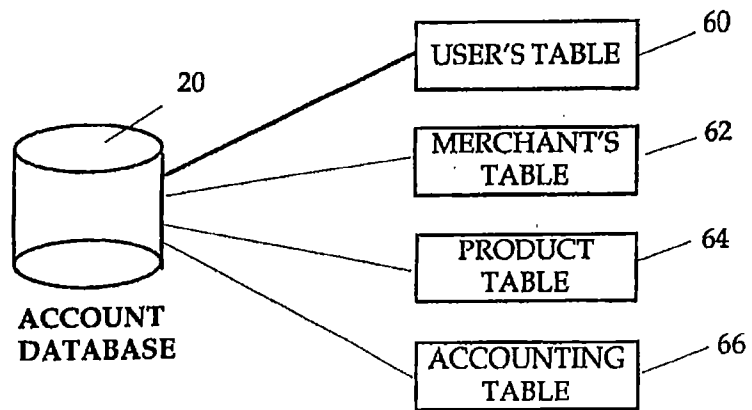 60
USER'S TABLE
20
MERCHANT'S
TABLE
62
PRODUCT
TABLE
64
ACCOUNT
DATABASE
ACCOUNTING
TABLE
66